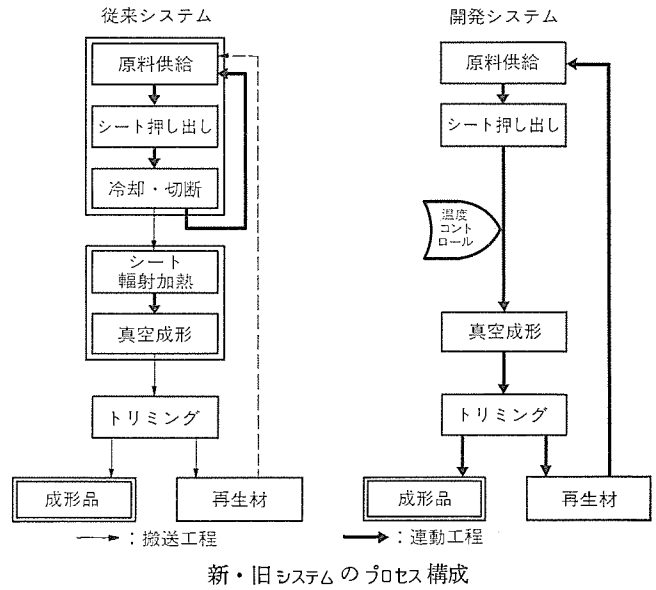 従来システム
原料供給
シート押し出し
冷却・切断
シート
輻射加熱
真空成形
トリミング
成形品
再生材
開発システム
原料供給
シート押し出し
温度
コント
ロール
真空成形
トリミング
成形品
再生材
：搬送工程
：連動工程
新・旧システムのプロセス構成